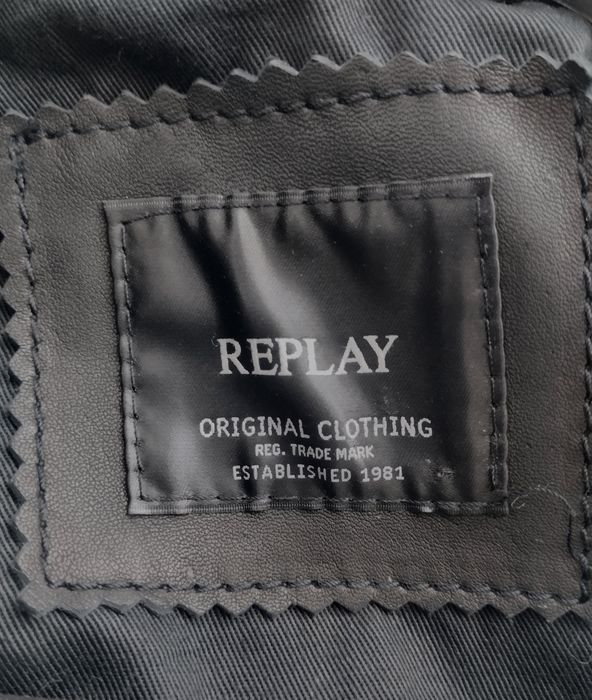 REPLAY
ORIGINAL CLOTHING
REG. TRADE MARK
ESTABLISHED 1981